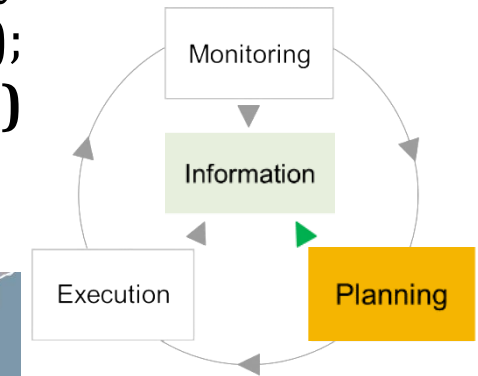 );
)
Monitoring
Information
Execution
Planning